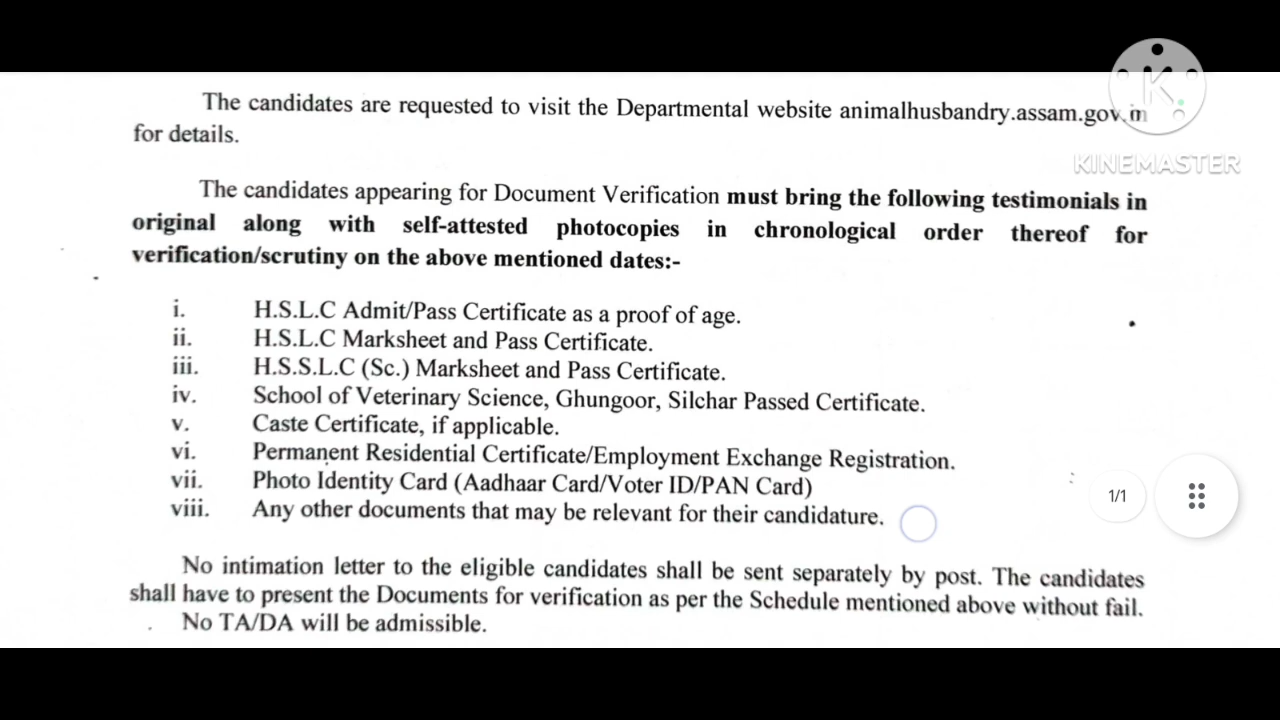 The candidates are requested to visit the Departmental website animalhusbandry.assam.gov.in
for details.
KINEMASTER
The candidates appearing for Document Verification must bring the following testimonials in
original along with self-attested photocopies in chronological order thereof for
verification/scrutiny on the above mentioned dates:-
i. H.S.L.C Admit/Pass Certificate as a proof of age.
ii. H.S.L.C Marksheet and Pass Certificate.
iii. H.S.S.L.C (Sc.) Marksheet and Pass Certificate.
iv. School of Veterinary Science, Ghungoor, Silchar Passed Certificate.
v. Caste Certificate, if applicable.
vi. Permanent Residential Certificate/Employment Exchange Registration.
vii. Photo Identity Card (Aadhaar Card/Voter ID/PAN Card)
1/1
viii. Any other documents that may be relevant for their candidature.
No intimation letter to the eligible candidates shall be sent separately by post. The candidates
shall have to present the Documents for verification as per the Schedule mentioned above without fail.
No TA/DA will be admissible.